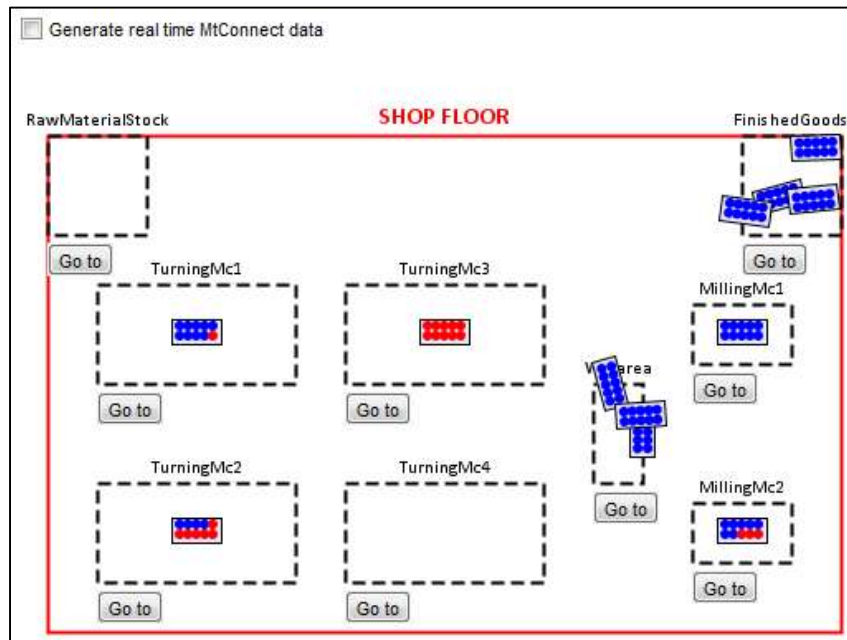 Generate real time MtConnect data
SHOP FLOOR
RawMaterialStock
FinishedGoods
Go to
Go to
TurningMc1
TurningMc3
MillingMc1
Go to
Go to
Go to
TurningMc2
TurningMc4
MillingMc2
Go to
Go to
Go to
Go to